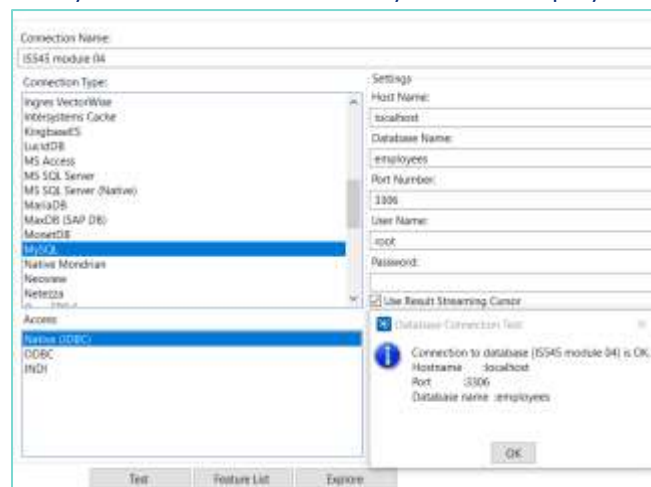 Connection Name:
IS545 module 04
Connection Type:
Ingres VectorWise
Intersystems Cache
KingbaseES
LucidDB
MS Access
MS SQL Server
MS SQL Server (Native)
MariaDB
MaxDB (SAP DB)
MonetDB
MySQL
Native Mondrian
Neoview
Netezza
Access:
Native (JDBC)
ODBC
JNDI
Settings
Host Name:
localhost
Database Name:
employees
Port Number:
3306
User Name:
root
Password:
Use Result Streaming Cursor
Database Connection Test
Connection to database [IS545 module 04] is OK.
Hostname :localhost
Port :3306
Database name :employees
OK
Test
Feature List
Explore